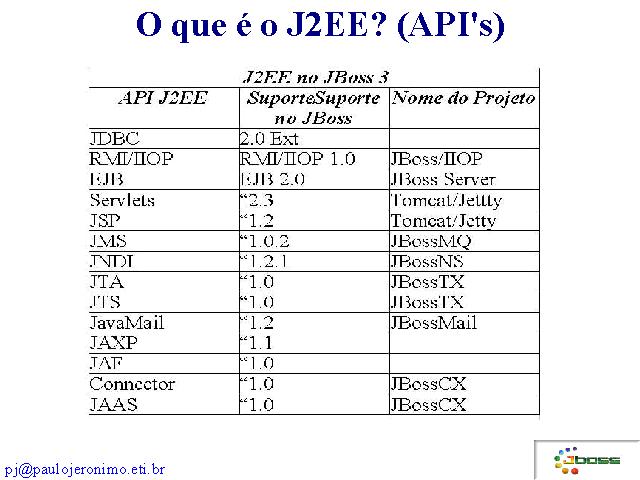 O que é o J2EE? (API's)
J2EE no JBoss 3
API J2EE SuporteSuporte no JBoss Nome do Projeto
JDBC 2.0 Ext
RMI/IIOP RMI/IIOP 1.0 JBoss/IIOP
EJB EJB 2.0 JBoss Server
Servlets “2.3 Tomcat/Jettty
JSP “1.2 Tomcat/Jetty
JMS “1.0.2 JBossMQ
JNDI “1.2.1 JBossNS
JTA “1.0 JBossTX
JTS “1.0 JBossTX
JavaMail “1.2 JBossMail
JAXP “1.1
JAF “1.0
Connector “1.0 JBossCX
JAAS “1.0 JBossCX
pj@paulojeronimo.eti.br
JBoss